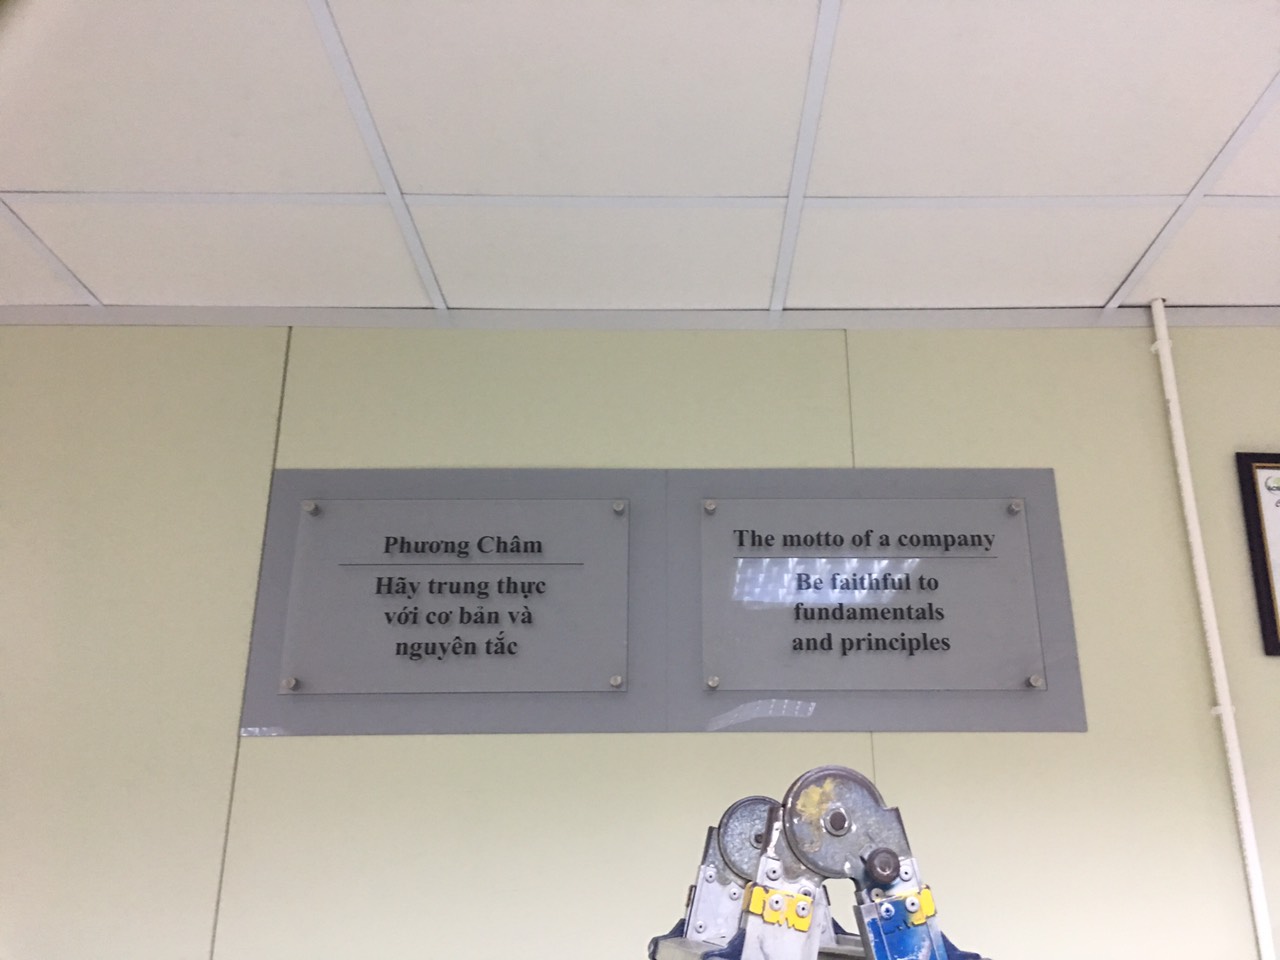 Phương Châm
Hãy trung thực
với cơ bản và
nguyên tắc
The motto of a company
Be faithful to
fundamentals
and principles